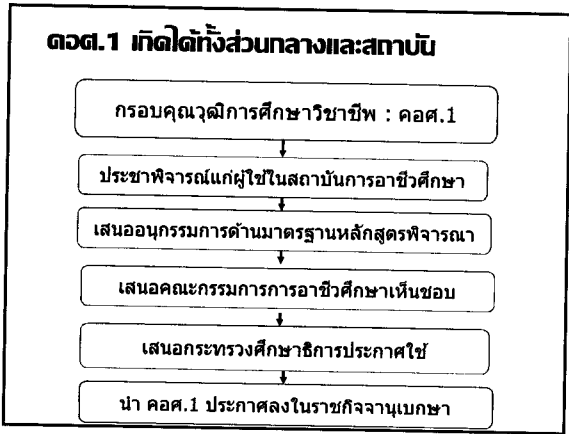 คอศ.1 เกิดได้ทั้งส่วนกลางและสถาบัน
กรอบคุณวุฒิการศึกษาวิชาชีพ : คอศ.1
ประชาพิจารณ์แก่ผู้ใช้ในสถาบันการอาชีวศึกษา
เสนออนุกรรมการด้านมาตรฐานหลักสูตรพิจารณา
เสนอคณะกรรมการการอาชีวศึกษาเห็นชอบ
เสนอกระทรวงศึกษาธิการประกาศใช้
นำ คอศ.1 ประกาศลงในราชกิจจานุเบกษา